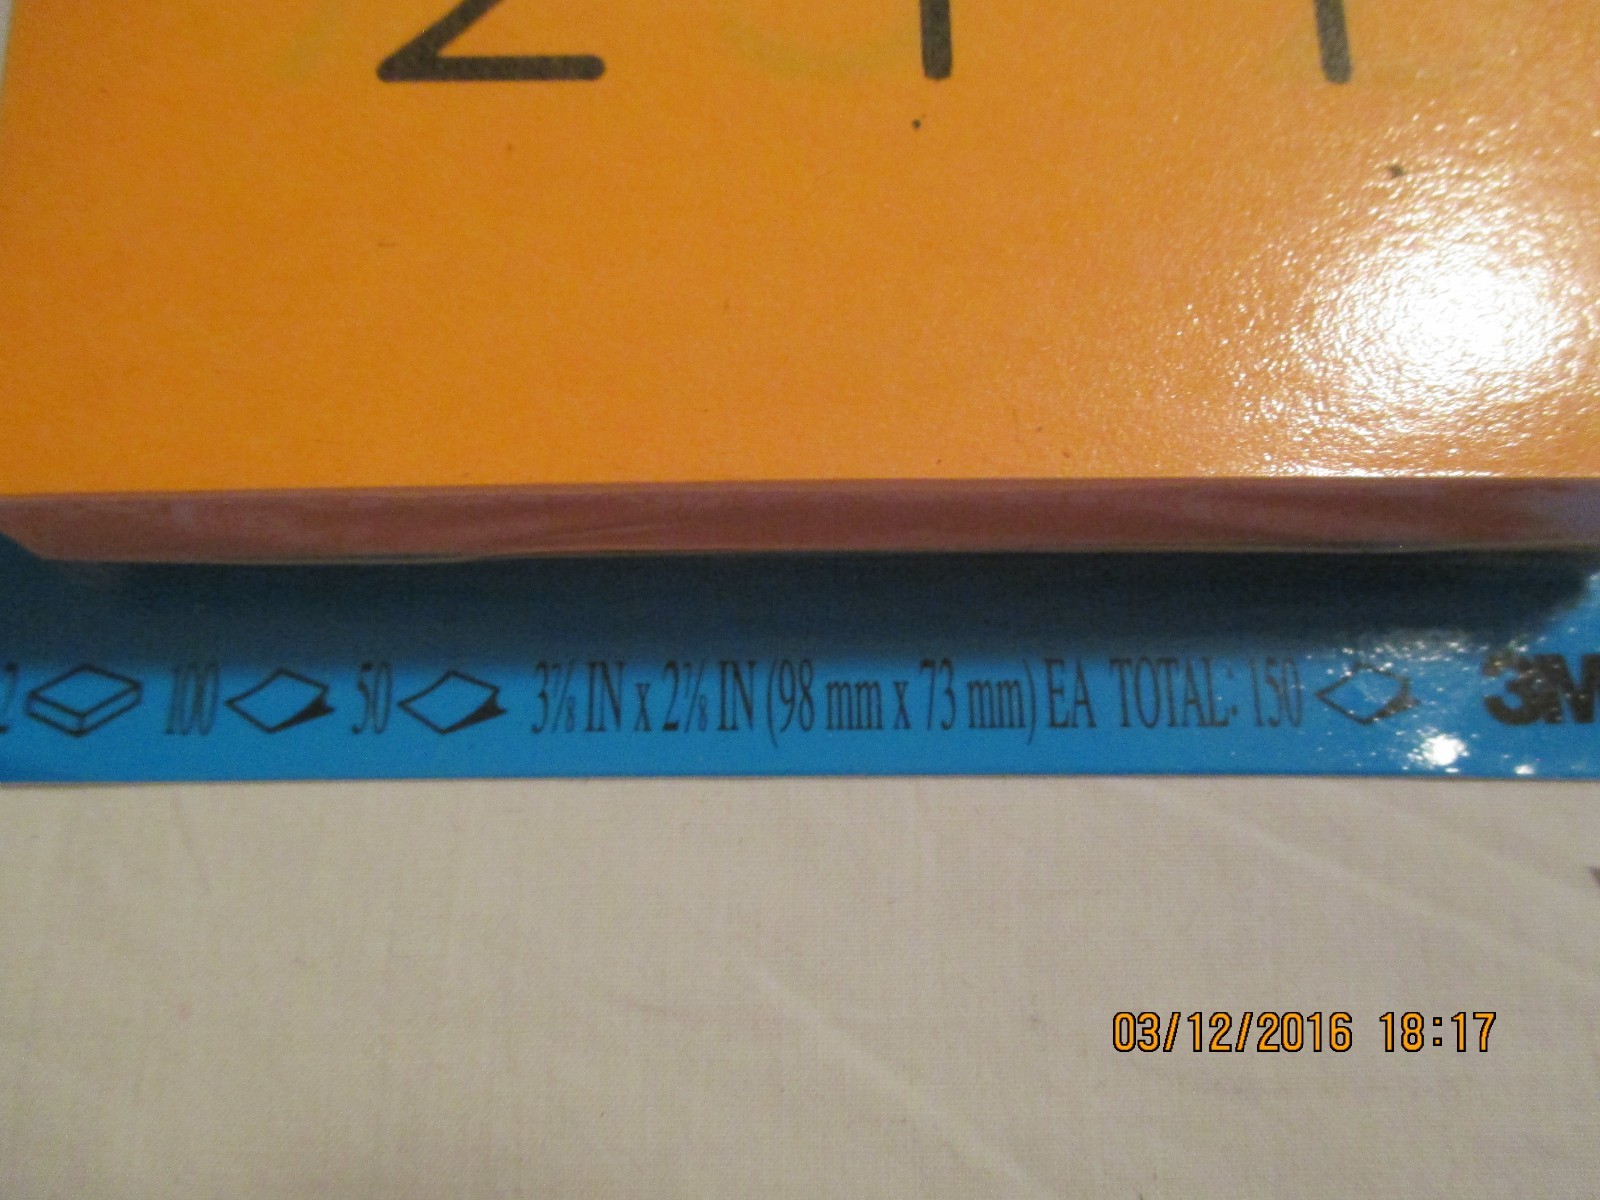 2 100 50 3⅞ IN x 2⅞ IN (98 mm x 73 mm) EA TOTAL: 150 3M
03/12/2016 18:17